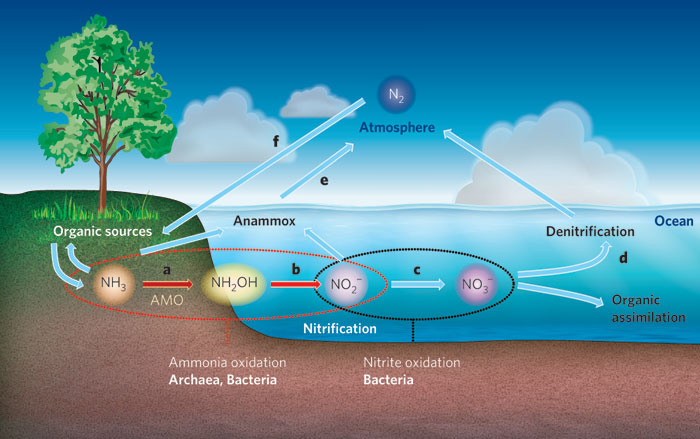 N₂
Atmosphere
f
e
Organic sources
Anammox
Denitrification
Ocean
d
NH₃
a
AMO
NH₂OH
b
NO₂⁻
c
NO₃⁻
Organic
assimilation
Nitrification
Ammonia oxidation
Archaea, Bacteria
Nitrite oxidation
Bacteria